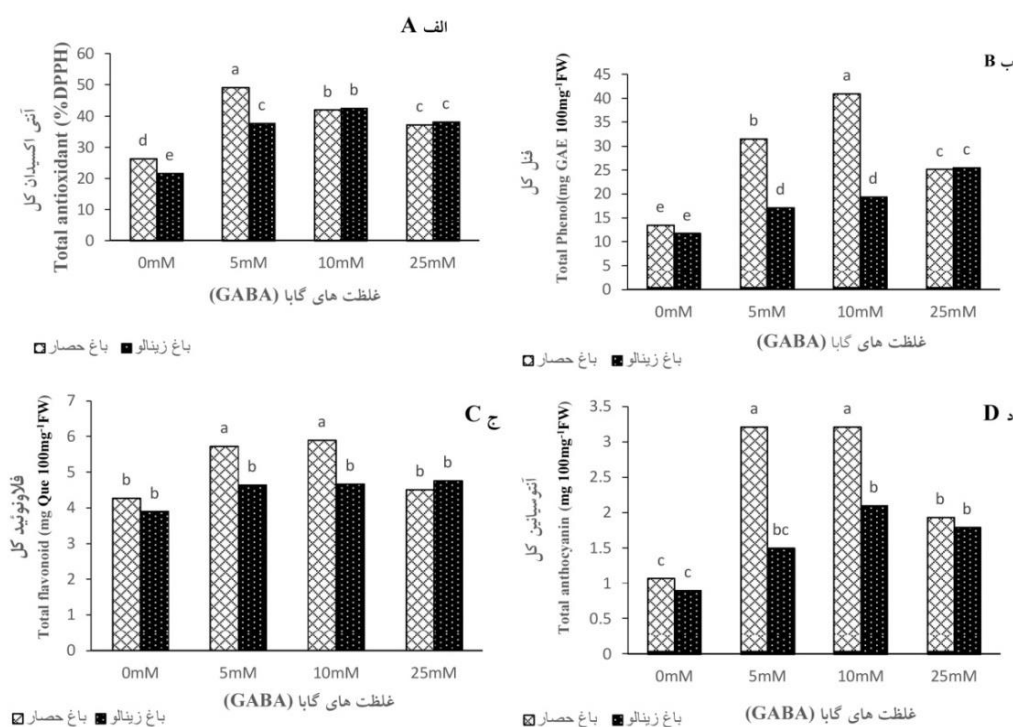 الف A
آنتی اکسیدان کل
Total antioxidant (%DPPH)
60
50
40
30
20
10
0
d
e
a
c
b
b
c
c
0mM
5mM
10mM
25mM
غلظت های گابا (GABA)
باغ حصار
باغ زینالو
ب B
فنل کل
Total Phenol(mg GAE 100mg-1FW)
45
40
35
30
25
20
15
10
5
0
e
e
b
d
a
d
c
c
0mM
5mM
10mM
25mM
غلظت های گابا (GABA)
باغ حصار
باغ زینالو
ج C
فلاونوئید کل
Total flavonoid (mg Que 100mg-1FW)
7
6
5
4
3
2
1
0
b
b
a
b
a
b
b
b
0mM
5mM
10mM
25mM
غلظت های گابا (GABA)
باغ حصار
باغ زینالو
د D
آنتوسیانین کل
Total anthocyanin (mg 100mg-1FW)
3.5
3
2.5
2
1.5
1
0.5
0
c
c
a
bc
a
b
b
b
0mM
5mM
10mM
25mM
غلظت های گابا (GABA)
باغ حصار
باغ زینالو